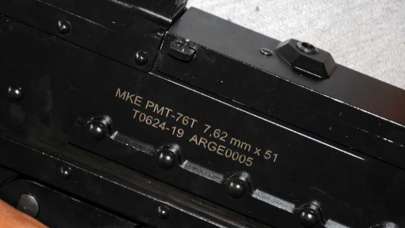 MKE PMT-76T 7,62 mm x 51
T0624-19 ARGE0005